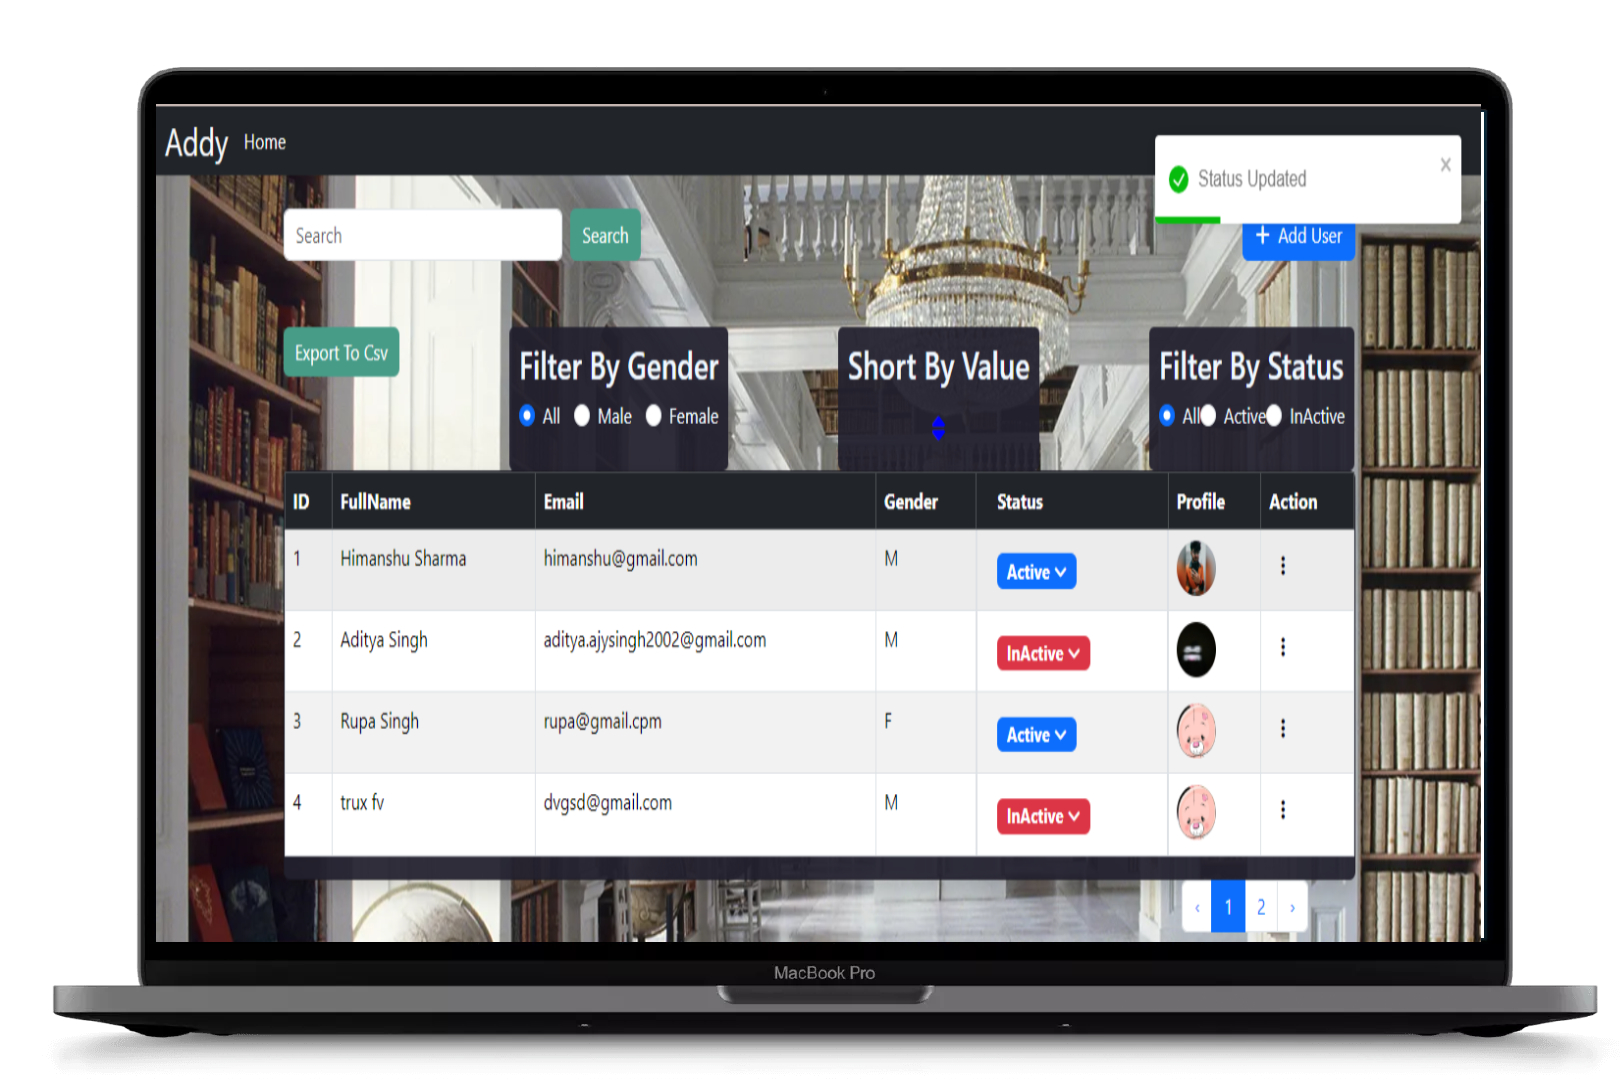 Addy Home
Status Updated ×
Search Search + Add User
Export To Csv
Filter By Gender
All Male Female
Short By Value
Filter By Status
All Active InActive
ID FullName Email Gender Status Profile Action
1 Himanshu Sharma himanshu@gmail.com M Active
2 Aditya Singh aditya.ajysingh2002@gmail.com M InActive
3 Rupa Singh rupa@gmail.cpm F Active
4 trux fv dvgsd@gmail.com M InActive
‹ 1 2 ›
MacBook Pro